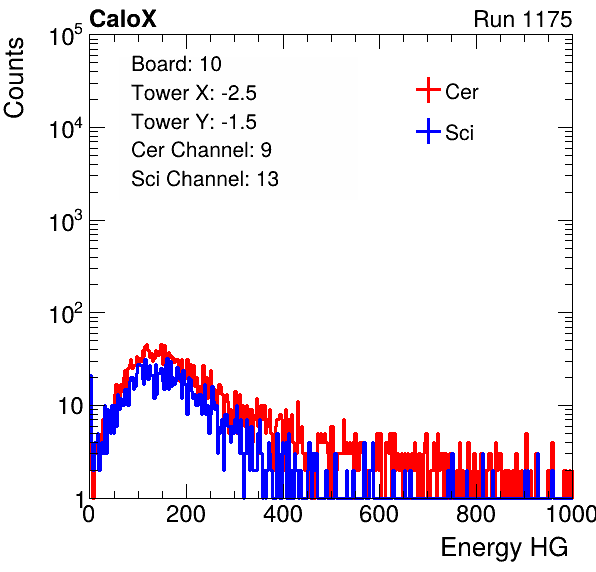 CaloX Run 1175
Counts
10^5
10^4
10^3
10^2
10
1
Board: 10
Tower X: -2.5
Tower Y: -1.5
Cer Channel: 9
Sci Channel: 13
Cer
Sci
0 200 400 600 800 1000
Energy HG